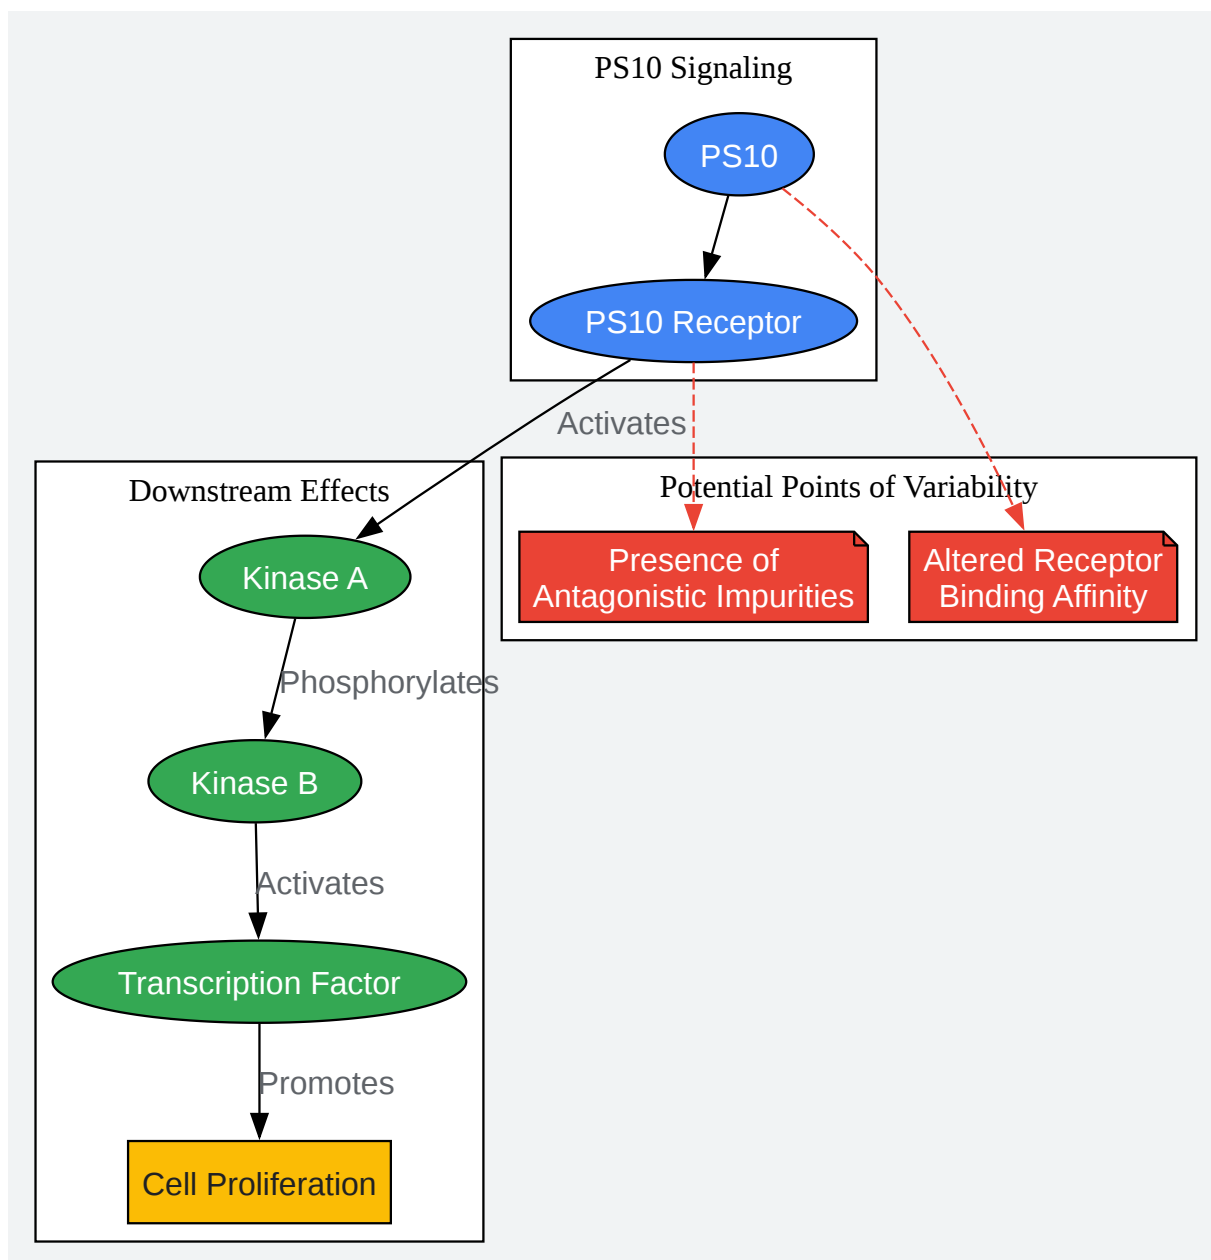 PS10 Signaling
PS10
PS10 Receptor
Activates
Downstream Effects
Potential Points of Variability
Presence of
Antagonistic Impurities
Altered Receptor
Binding Affinity
Kinase A
Phosphorylates
Kinase B
Activates
Transcription Factor
Promotes
Cell Proliferation